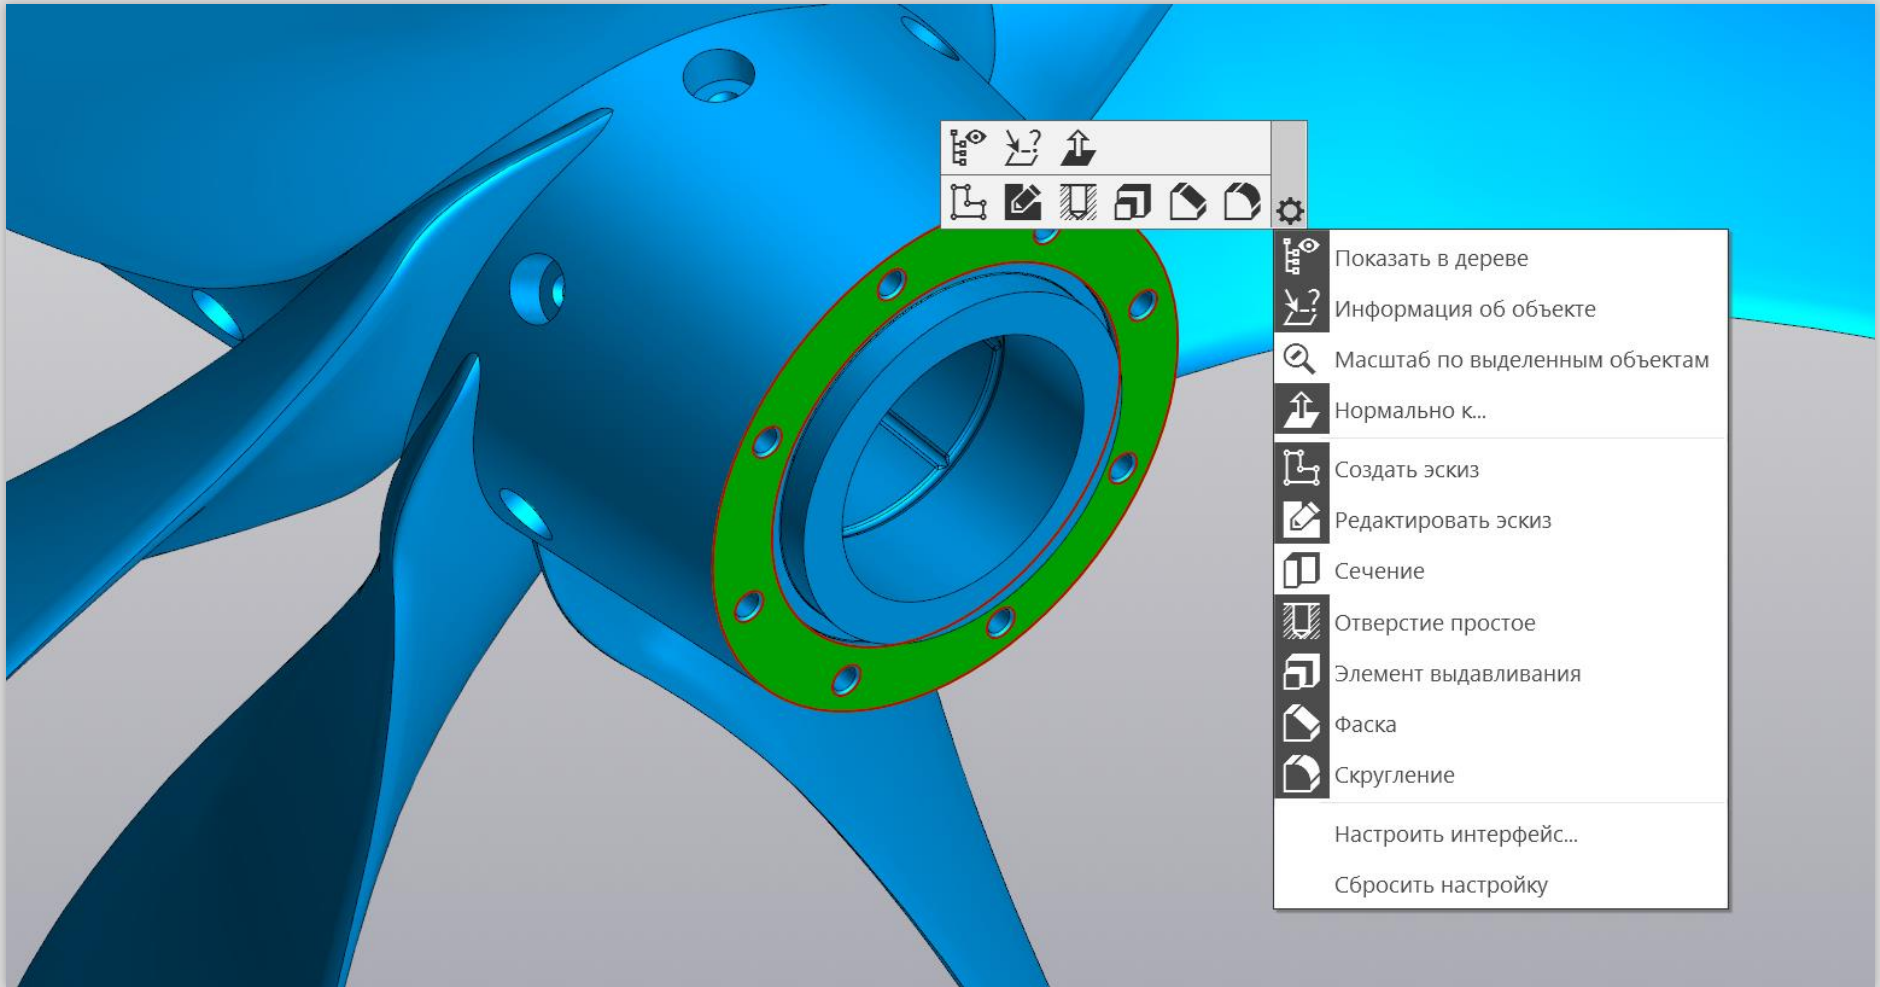 Показать в дереве
Информация об объекте
Масштаб по выделенным объектам
Нормально к...
Создать эскиз
Редактировать эскиз
Сечение
Отверстие простое
Элемент выдавливания
Фаска
Скругление
Настроить интерфейс...
Сбросить настройку